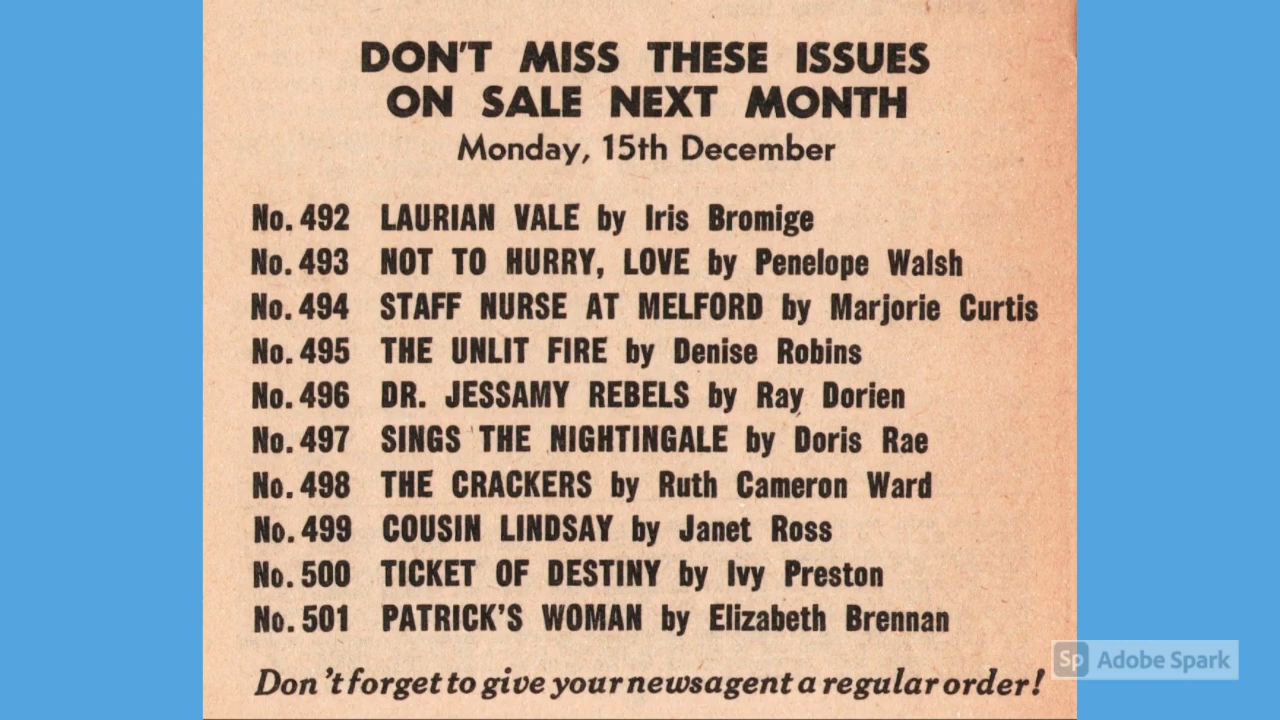 DON'T MISS THESE ISSUES
ON SALE NEXT MONTH
Monday, 15th December
No. 492 LAURIAN VALE by Iris Bromige
No. 493 NOT TO HURRY, LOVE by Penelope Walsh
No. 494 STAFF NURSE AT MELFORD by Marjorie Curtis
No. 495 THE UNLIT FIRE by Denise Robins
No. 496 DR. JESSAMY REBELS by Ray Dorien
No. 497 SINGS THE NIGHTINGALE by Doris Rae
No. 498 THE CRACKERS by Ruth Cameron Ward
No. 499 COUSIN LINDSAY by Janet Ross
No. 500 TICKET OF DESTINY by Ivy Preston
No. 501 PATRICK'S WOMAN by Elizabeth Brennan
Don't forget to give your newsagent a regular order!
Sp Adobe Spark